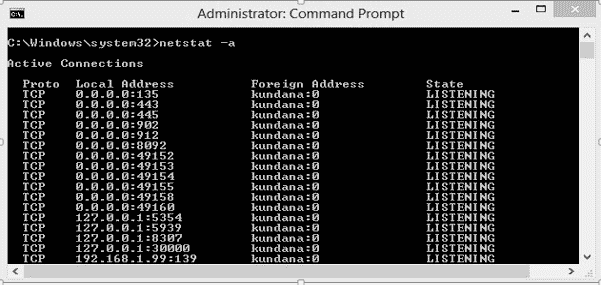 Administrator: Command Prompt
C:\Windows\system32>netstat -a
Active Connections
Proto Local Address Foreign Address State
TCP 0.0.0.0:135 kundana:0 LISTENING
TCP 0.0.0.0:443 kundana:0 LISTENING
TCP 0.0.0.0:445 kundana:0 LISTENING
TCP 0.0.0.0:902 kundana:0 LISTENING
TCP 0.0.0.0:912 kundana:0 LISTENING
TCP 0.0.0.0:8092 kundana:0 LISTENING
TCP 0.0.0.0:49152 kundana:0 LISTENING
TCP 0.0.0.0:49153 kundana:0 LISTENING
TCP 0.0.0.0:49154 kundana:0 LISTENING
TCP 0.0.0.0:49155 kundana:0 LISTENING
TCP 0.0.0.0:49158 kundana:0 LISTENING
TCP 0.0.0.0:49160 kundana:0 LISTENING
TCP 127.0.0.1:5354 kundana:0 LISTENING
TCP 127.0.0.1:5939 kundana:0 LISTENING
TCP 127.0.0.1:8307 kundana:0 LISTENING
TCP 127.0.0.1:30000 kundana:0 LISTENING
TCP 192.168.1.99:139 kundana:0 LISTENING